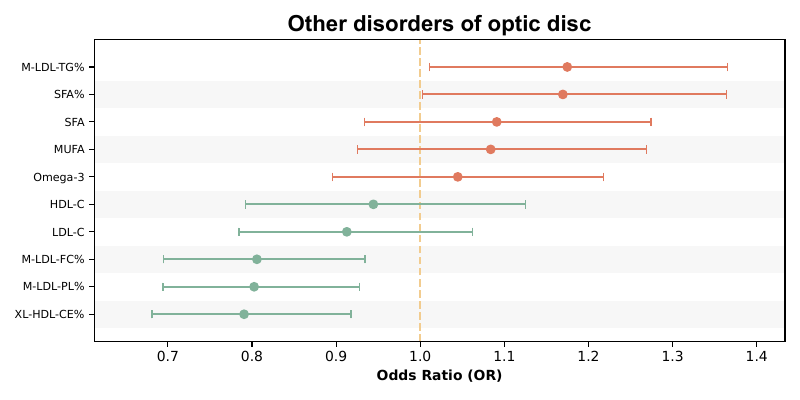 Other disorders of optic disc
M-LDL-TG%
SFA%
SFA
MUFA
Omega-3
HDL-C
LDL-C
M-LDL-FC%
M-LDL-PL%
XL-HDL-CE%
0.7 0.8 0.9 1.0 1.1 1.2 1.3 1.4
Odds Ratio (OR)